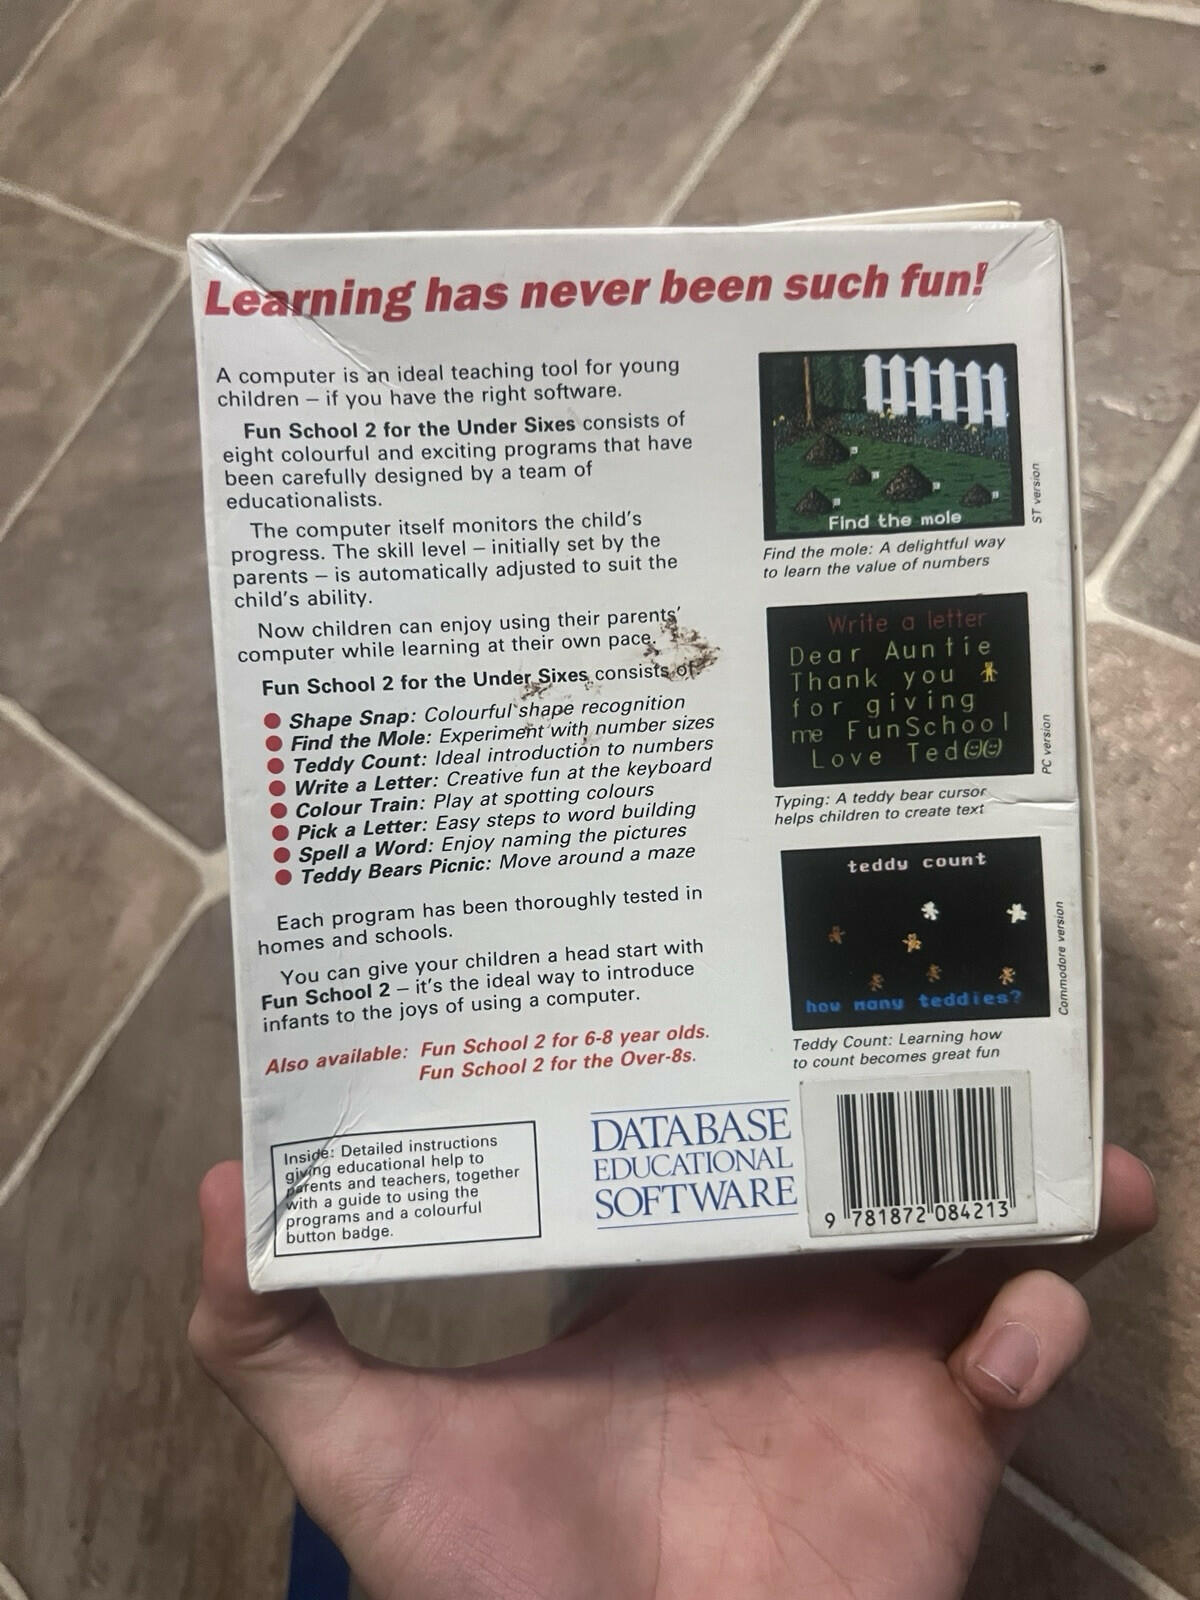 Learning has never been such fun!
A computer is an ideal teaching tool for young
children – if you have the right software.
Fun School 2 for the Under Sixes consists of
eight colourful and exciting programs that have
been carefully designed by a team of
educationalists.
The computer itself monitors the child's
progress. The skill level – initially set by the
parents – is automatically adjusted to suit the
child's ability.
Now children can enjoy using their parents'
computer while learning at their own pace.
Fun School 2 for the Under Sixes consists of
Shape Snap: Colourful shape recognition
Find the Mole: Experiment with number sizes
Teddy Count: Ideal introduction to numbers
Write a Letter: Creative fun at the keyboard
Colour Train: Play at spotting colours
Pick a Letter: Easy steps to word building
Spell a Word: Enjoy naming the pictures
Teddy Bears Picnic: Move around a maze
Each program has been thoroughly tested in
homes and schools.
You can give your children a head start with
Fun School 2 – it's the ideal way to introduce
infants to the joys of using a computer.
Also available: Fun School 2 for 6-8 year olds.
Fun School 2 for the Over-8s.
Inside: Detailed instructions
giving educational help to
parents and teachers, together
with a guide to using the
programs and a colourful
button badge.
Find the mole
ST version
Find the mole: A delightful way
to learn the value of numbers
Write a letter
Dear Auntie
Thank you
for giving
me FunSchool
Love Ted
PC version
Typing: A teddy bear cursor
helps children to create text
teddy count
how many teddies?
Commodore version
Teddy Count: Learning how
to count becomes great fun
DATABASE
EDUCATIONAL
SOFTWARE
9 781872 084213